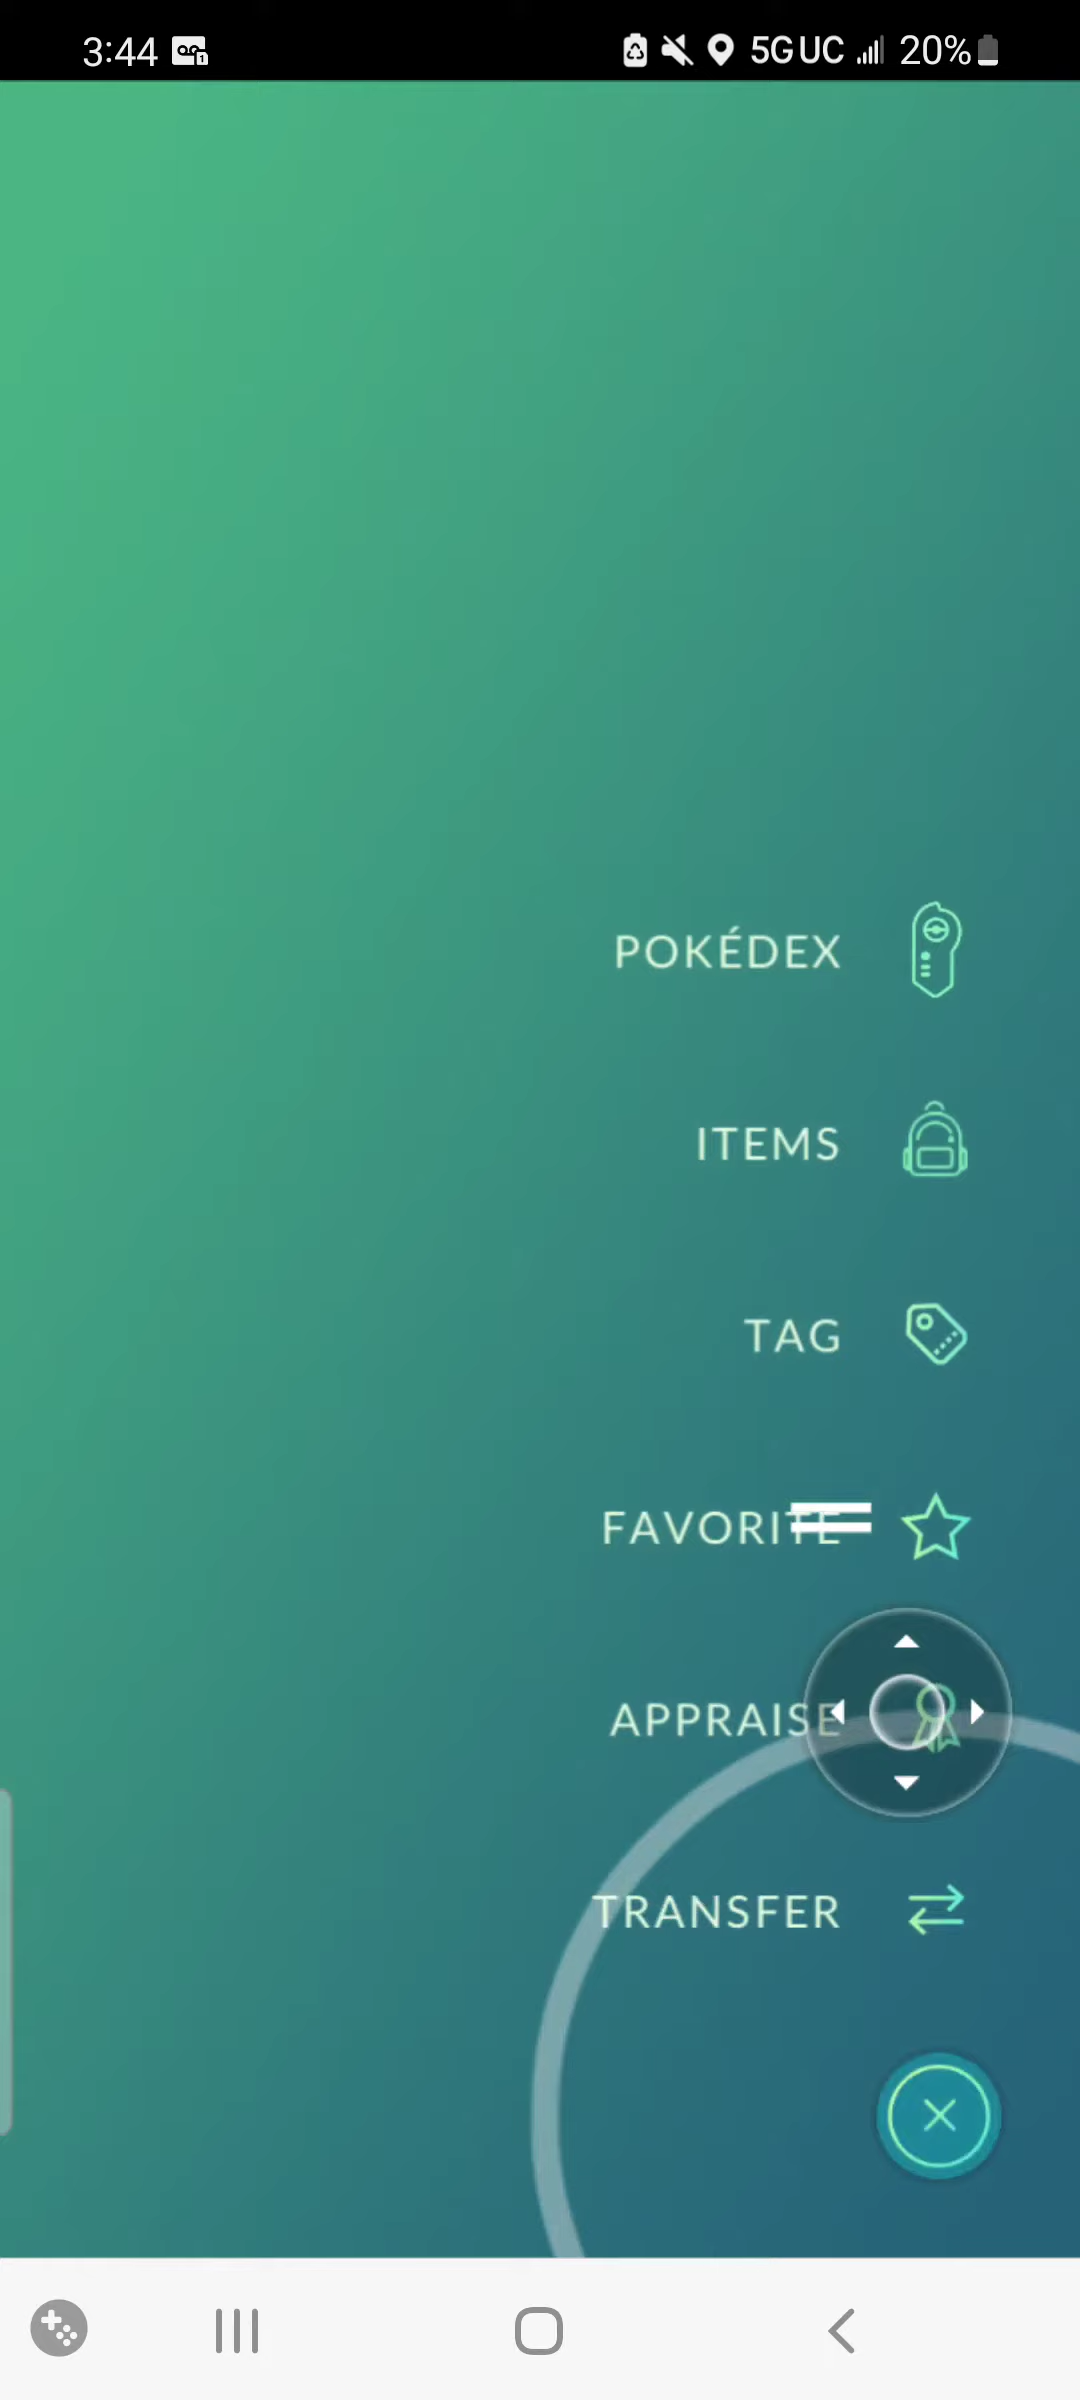 3:44 5G UC 20%
POKÉDEX
ITEMS
TAG
FAVORITE
APPRAISE
TRANSFER